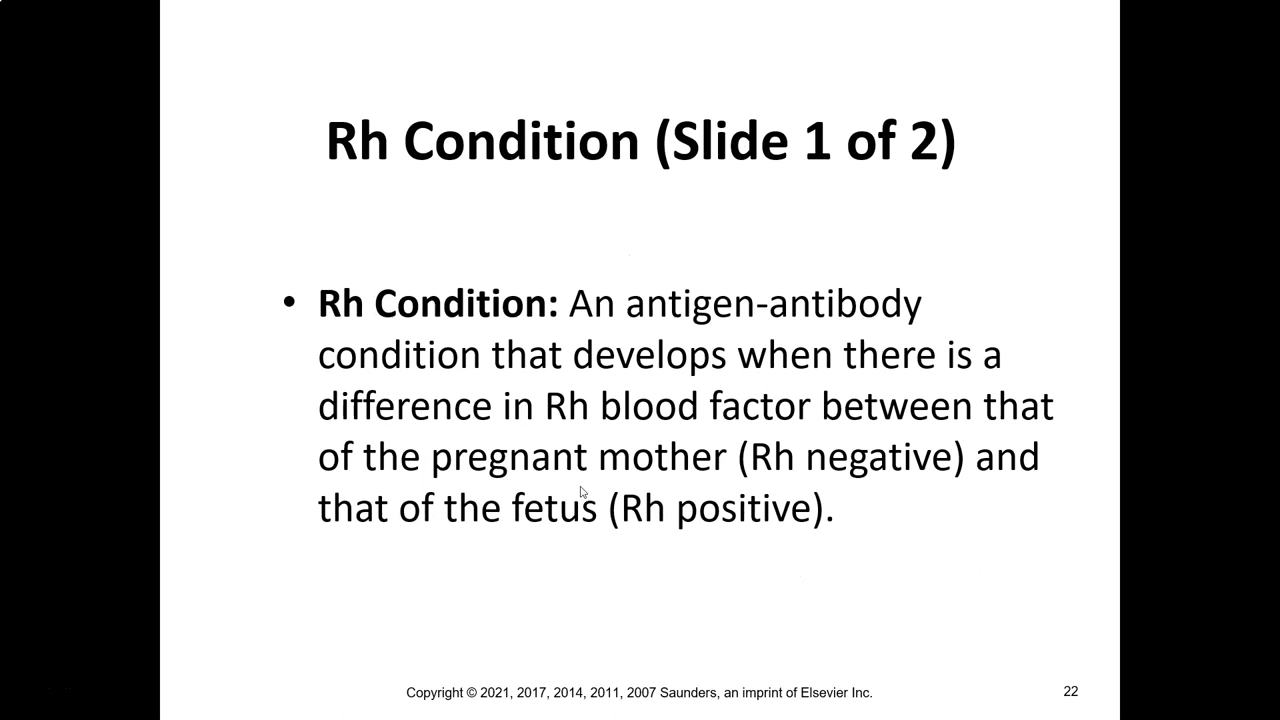 Rh Condition (Slide 1 of 2)
• Rh Condition: An antigen-antibody
condition that develops when there is a
difference in Rh blood factor between that
of the pregnant mother (Rh negative) and
that of the fetus (Rh positive).
Copyright © 2021, 2017, 2014, 2011, 2007 Saunders, an imprint of Elsevier Inc.
22